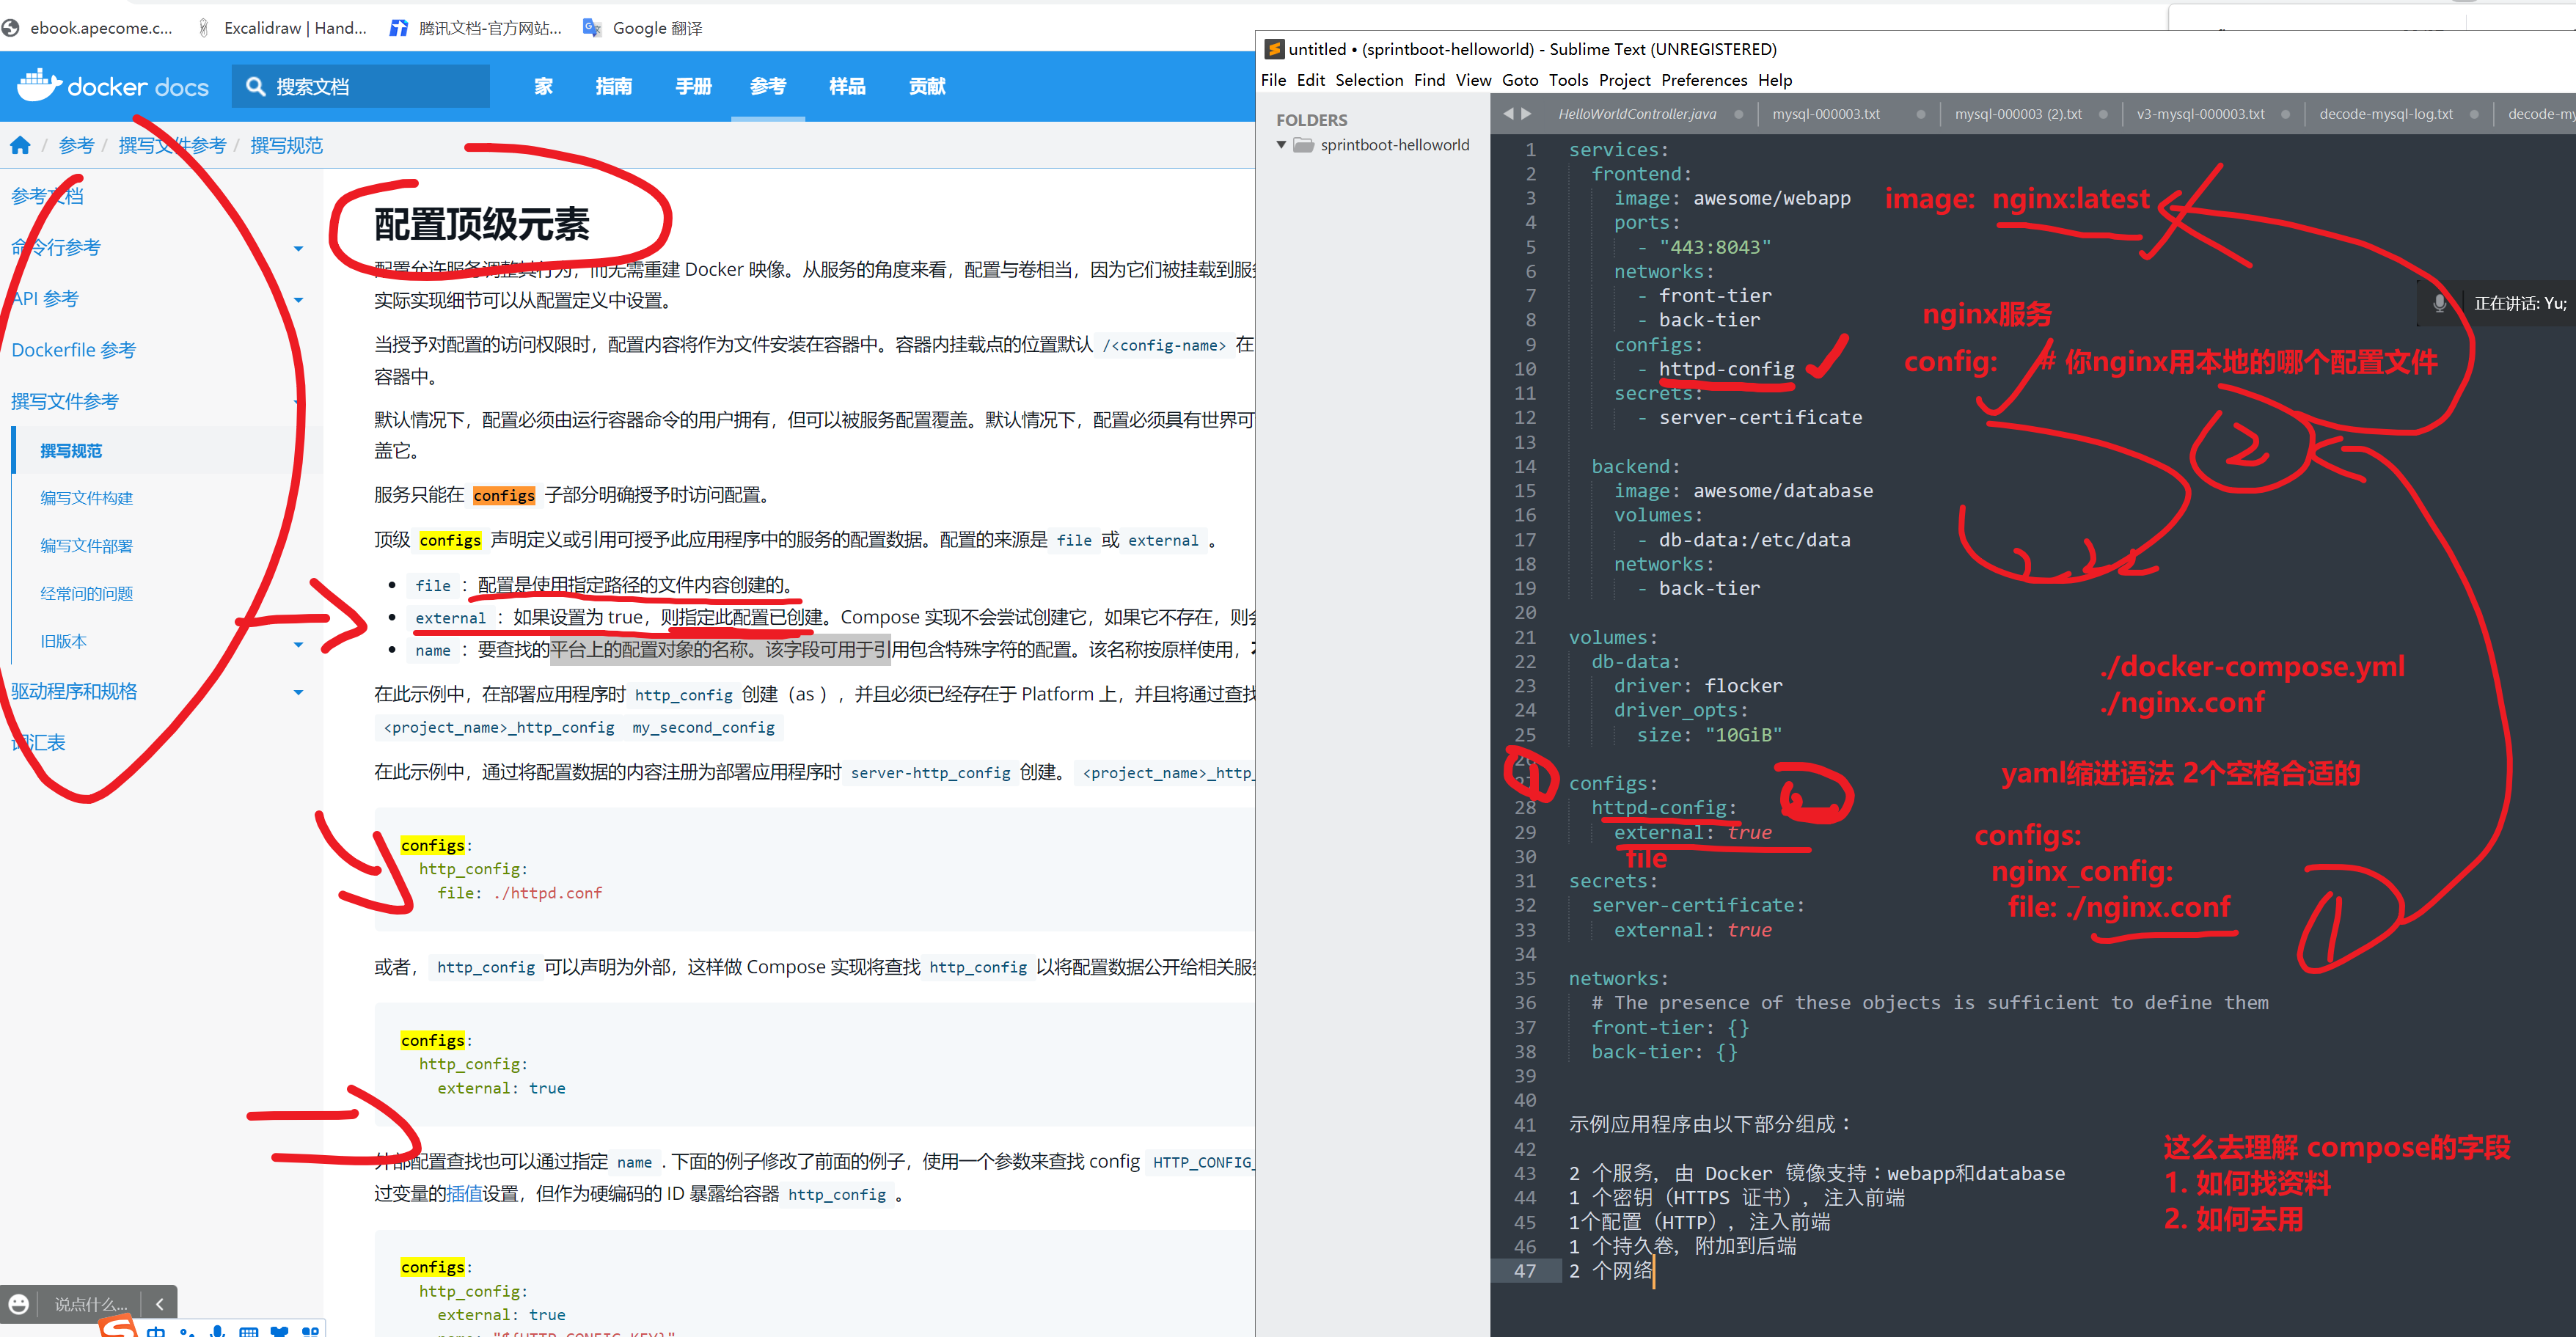 ebook.apecome.c...
Excalidraw | Hand...
腾讯文档-官方网站...
Google 翻译
docker docs
搜索文档
家
指南
手册
参考
样品
贡献
/ 参考 / 撰写文件参考 / 撰写规范
参考文档
命令行参考
API 参考
Dockerfile 参考
撰写文件参考
撰写规范
编写文件构建
编写文件部署
经常问的问题
旧版本
驱动程序和规格
词汇表
说点什么...
中
配置顶级元素
配置允许服务调整其行为，而无需重建 Docker 映像。从服务的角度来看，配置与卷相当，因为它们被挂载到服
实际实现细节可以从配置定义中设置。
当授予对配置的访问权限时，配置内容将作为文件安装在容器中。容器内挂载点的位置默认 /<config-name> 在
容器中。
默认情况下，配置必须由运行容器命令的用户拥有，但可以被服务配置覆盖。默认情况下，配置必须具有世界可
盖它。
服务只能在 configs 子部分明确授予时访问配置。
顶级 configs 声明定义或引用可授予此应用程序中的服务的配置数据。配置的来源是 file 或 external 。
• file ：配置是使用指定路径的文件内容创建的。
• external ：如果设置为 true，则指定此配置已创建。Compose 实现不会尝试创建它，如果它不存在，则会
• name ：要查找的平台上的配置对象的名称。该字段可用于引用包含特殊字符的配置。该名称按原样使用，
在此示例中，在部署应用程序时 http_config 创建（as ），并且必须已经存在于 Platform 上，并且将通过查找
<project_name>_http_config my_second_config
在此示例中，通过将配置数据的内容注册为部署应用程序时 server-http_config 创建。 <project_name>_http_
configs:
  http_config:
    file: ./httpd.conf
或者， http_config 可以声明为外部，这样做 Compose 实现将查找 http_config 以将配置数据公开给相关服
configs:
  http_config:
    external: true
外部配置查找也可以通过指定 name . 下面的例子修改了前面的例子，使用一个参数来查找 config HTTP_CONFIG_
过变量的插值设置，但作为硬编码的 ID 暴露给容器 http_config 。
configs:
  http_config:
    external: true
    name: "${HTTP_CONFIG_KEY}"
untitled • (sprintboot-helloworld) - Sublime Text (UNREGISTERED)
File Edit Selection Find View Goto Tools Project Preferences Help
FOLDERS
sprintboot-helloworld
HelloWorldController.java
mysql-000003.txt
mysql-000003 (2).txt
v3-mysql-000003.txt
decode-mysql-log.txt
decode-my
1 services:
2   frontend:
3     image: awesome/webapp
4     ports:
5       - "443:8043"
6     networks:
7       - front-tier
8       - back-tier
9     configs:
10       - httpd-config
11     secrets:
12       - server-certificate
13
14   backend:
15     image: awesome/database
16     volumes:
17       - db-data:/etc/data
18     networks:
19       - back-tier
20
21 volumes:
22   db-data:
23     driver: flocker
24     driver_opts:
25       size: "10GiB"
26
27 configs:
28   httpd-config:
29     external: true
30
31 secrets:
32   server-certificate:
33     external: true
34
35 networks:
36   # The presence of these objects is sufficient to define them
37   front-tier: {}
38   back-tier: {}
39
40
41 示例应用程序由以下部分组成：
42
43 2 个服务，由 Docker 镜像支持：webapp和database
44 1 个密钥（HTTPS 证书），注入前端
45 1个配置（HTTP），注入前端
46 1 个持久卷，附加到后端
47 2 个网络
image: nginx:latest
nginx服务
config: # 你nginx用本地的哪个配置文件
正在讲话: Yu;
2
./docker-compose.yml
./nginx.conf
yaml缩进语法 2个空格合适的
file
configs:
  nginx_config:
    file: ./nginx.conf
1
这么去理解 compose的字段
1. 如何找资料
2. 如何去用